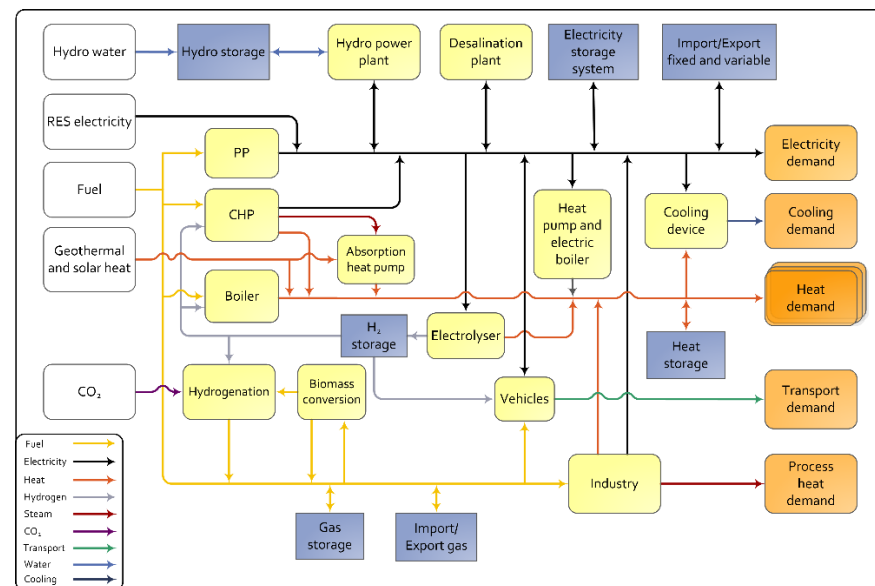 Hydro water
Hydro storage
Hydro power
plant
Desalination
plant
Electricity
storage
system
Import/Export
fixed and variable
RES electricity
PP
Electricity
demand
Fuel
CHP
Heat
pump and
electric
boiler
Cooling
device
Cooling
demand
Geothermal
and solar heat
Absorption
heat pump
Boiler
Heat
demand
H₂
storage
Electrolyser
Heat
storage
CO₂
Hydrogenation
Biomass
conversion
Vehicles
Transport
demand
Fuel
Electricity
Heat
Hydrogen
Steam
CO₂
Transport
Water
Cooling
Industry
Process
heat
demand
Gas
storage
Import/
Export gas